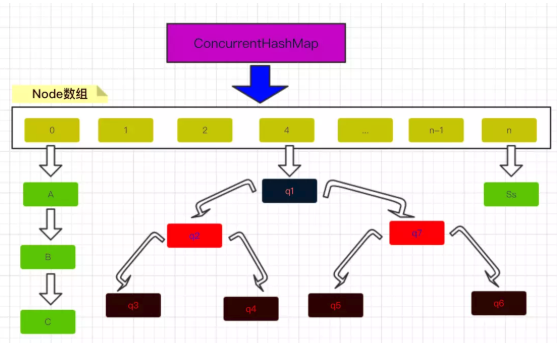 ConcurrentHashMap
Node数组
0 1 2 4 ... n-1 n
A q1 Ss
q2 q7
B
q3 q4 q5 q6
C